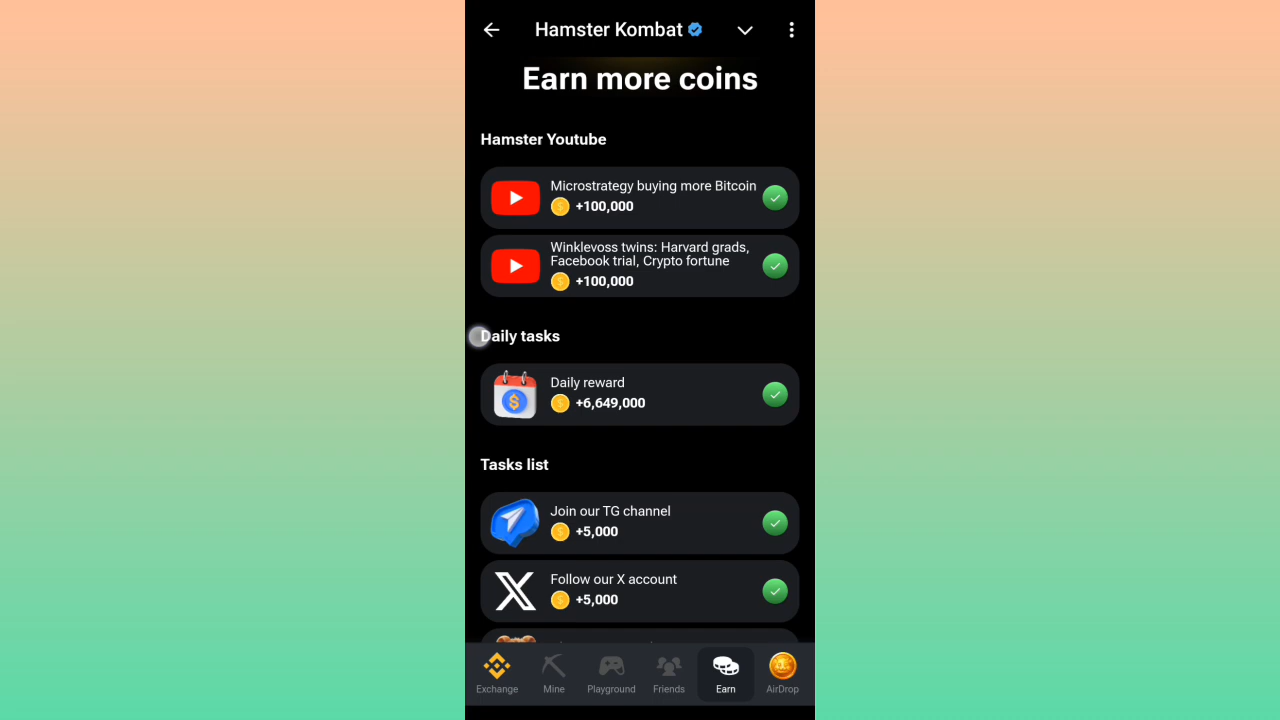 Hamster Kombat
Earn more coins
Hamster Youtube
Microstrategy buying more Bitcoin
+100,000
Winklevoss twins: Harvard grads,
Facebook trial, Crypto fortune
+100,000
Daily tasks
Daily reward
+6,649,000
Tasks list
Join our TG channel
+5,000
Follow our X account
+5,000
Exchange
Mine
Playground
Friends
Earn
AirDrop